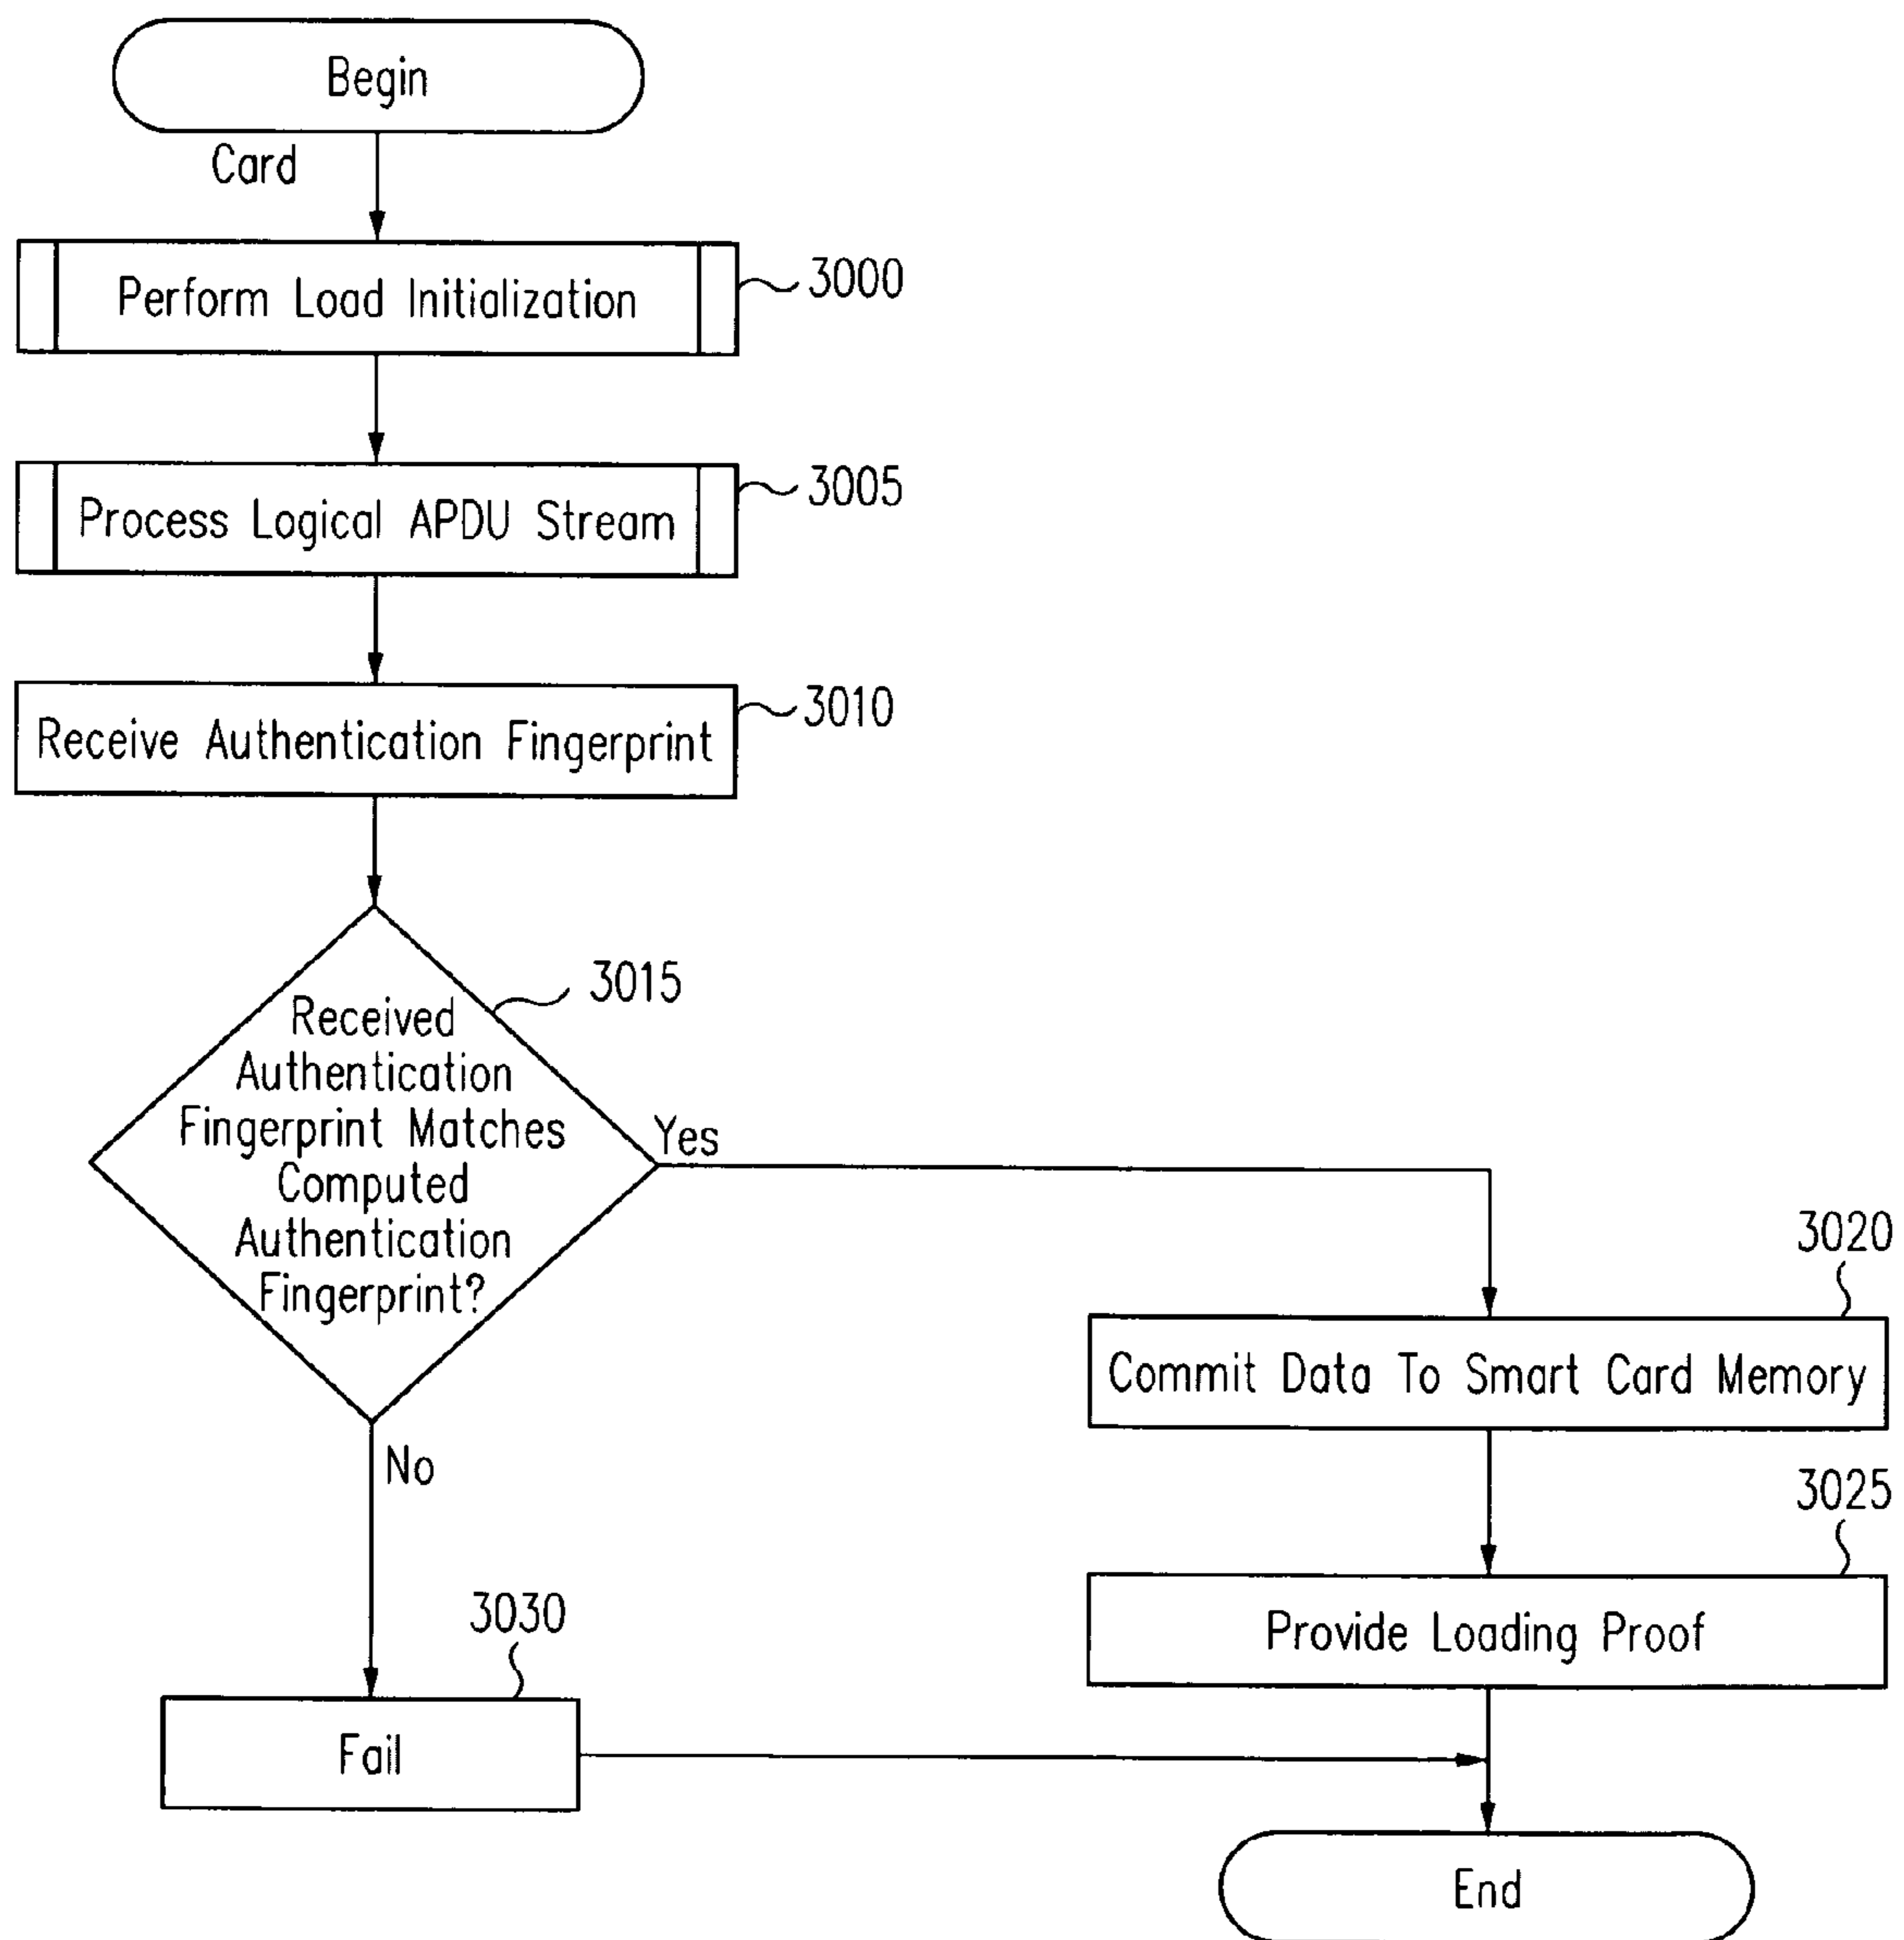 Begin
Card
Perform Load Initialization
3000
Process Logical APDU Stream
3005
Receive Authentication Fingerprint
3010
Received
Authentication
Fingerprint Matches
Computed
Authentication
Fingerprint?
3015
Yes
No
3020
Commit Data To Smart Card Memory
3025
Provide Loading Proof
3030
Fail
End